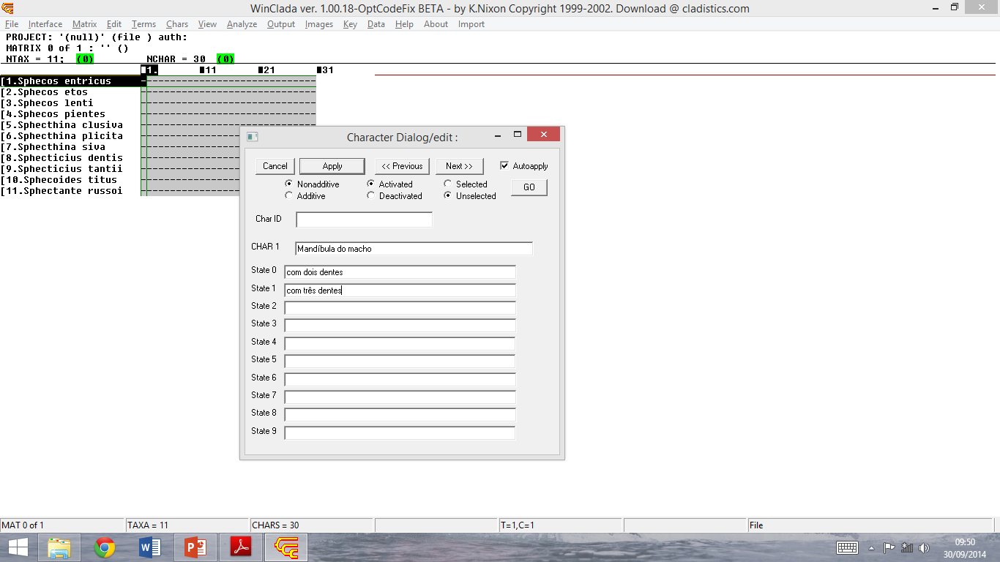 WinClada ver. 1.00.18-OptCodeFix BETA - by K.Nixon Copyright 1999-2002. Download @ cladistics.com
File Interface Matrix Edit Terms Chars View Analyze Output Images Key Data Help About Import
PROJECT: '(null)' (file ) auth:
MATRIX 0 of 1 : '' ()
NTAX = 11; (0) NCHAR = 30 (0)
1. 11 21 31
[1.Sphecos entricus
[2.Sphecos etos
[3.Sphecos lenti
[4.Sphecos pientes
[5.Sphecthina clusiva
[6.Sphecthina plicita
[7.Sphecthina siva
[8.Sphecticius dentis
[9.Sphecticius tantii
[10.Sphecoides titus
[11.Sphectante russoi
Character Dialog/edit :
Cancel Apply << Previous Next >> Autoapply
Nonadditive Activated Selected GO
Additive Deactivated Unselected
Char ID
CHAR 1 Mandíbula do macho
State 0 com dois dentes
State 1 com três dentes
State 2
State 3
State 4
State 5
State 6
State 7
State 8
State 9
MAT 0 of 1 TAXA = 11 CHARS = 30 T=1,C=1 File
09:50
30/09/2014